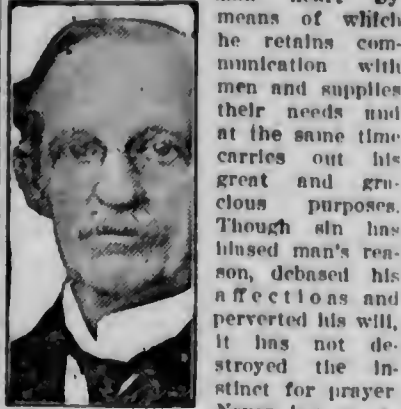 means of which
he retains com-
munication with
men and supplies
their needs and
at the same time
carries out his
great and gra-
cious purposes.
Though sin has
biased man's rea-
son, debased his
affections and
perverted his will,
it has not de-
stroyed the in-
stinct for prayer